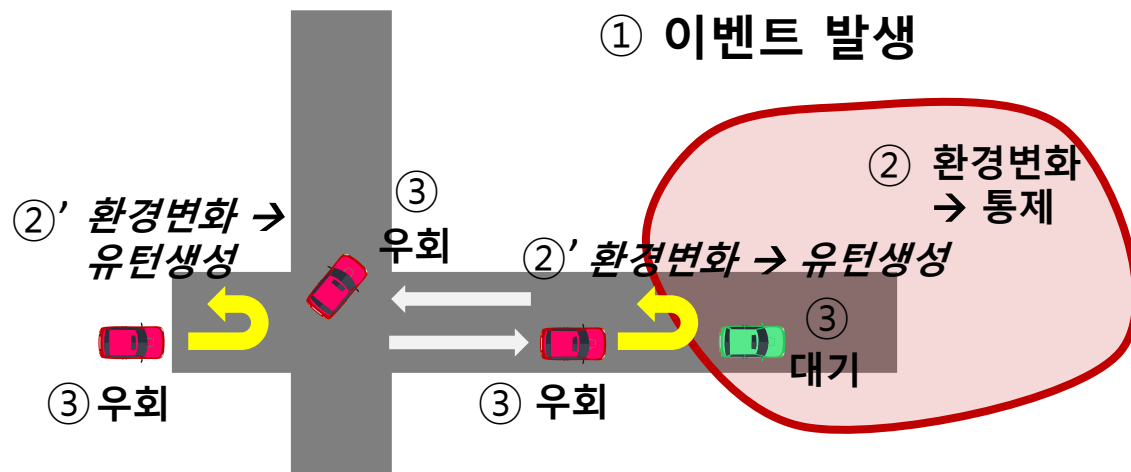 ① 이벤트 발생
② 환경변화
→ 통제
③
우회
②’ 환경변화 →
유턴생성
②’ 환경변화 → 유턴생성
③
대기
③ 우회
③ 우회